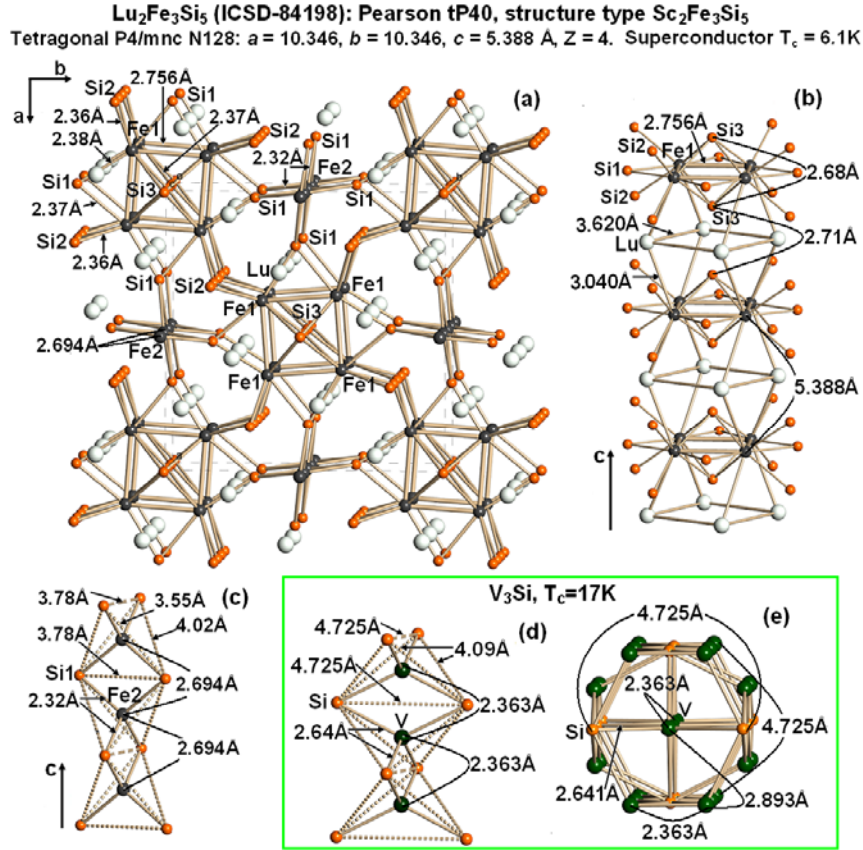 Lu₂Fe₃Si₅ (ICSD-84198): Pearson tP40, structure type Sc₂Fe₃Si₅
Tetragonal P4/mnc N128: a = 10.346, b = 10.346, c = 5.388 Å, Z = 4. Superconductor T_c = 6.1K
b
a
(a)
2.756Å
Si2
Si1
2.36Å
Fe1
2.37Å
2.38Å
Si2
Si1
2.32Å
Fe2
Si1
Si3
Si1
Si1
2.37Å
Si2
2.36Å
Si1
Lu
Si1
Si2
Fe1
Fe1
Si3
2.694Å
Fe2
Fe1
Fe1
(b)
Si3
2.756Å
Si2
Fe1
Si1
2.68Å
Si2
Si3
3.620Å
Lu
2.71Å
3.040Å
5.388Å
c
(c)
3.78Å
3.55Å
3.78Å
4.02Å
Si1
Fe2
2.694Å
2.32Å
2.694Å
c
V₃Si, T_c=17K
(d)
4.725Å
4.09Å
4.725Å
Si
V
2.363Å
2.64Å
2.363Å
(e)
4.725Å
2.363Å
V
Si
4.725Å
2.641Å
2.893Å
2.363Å